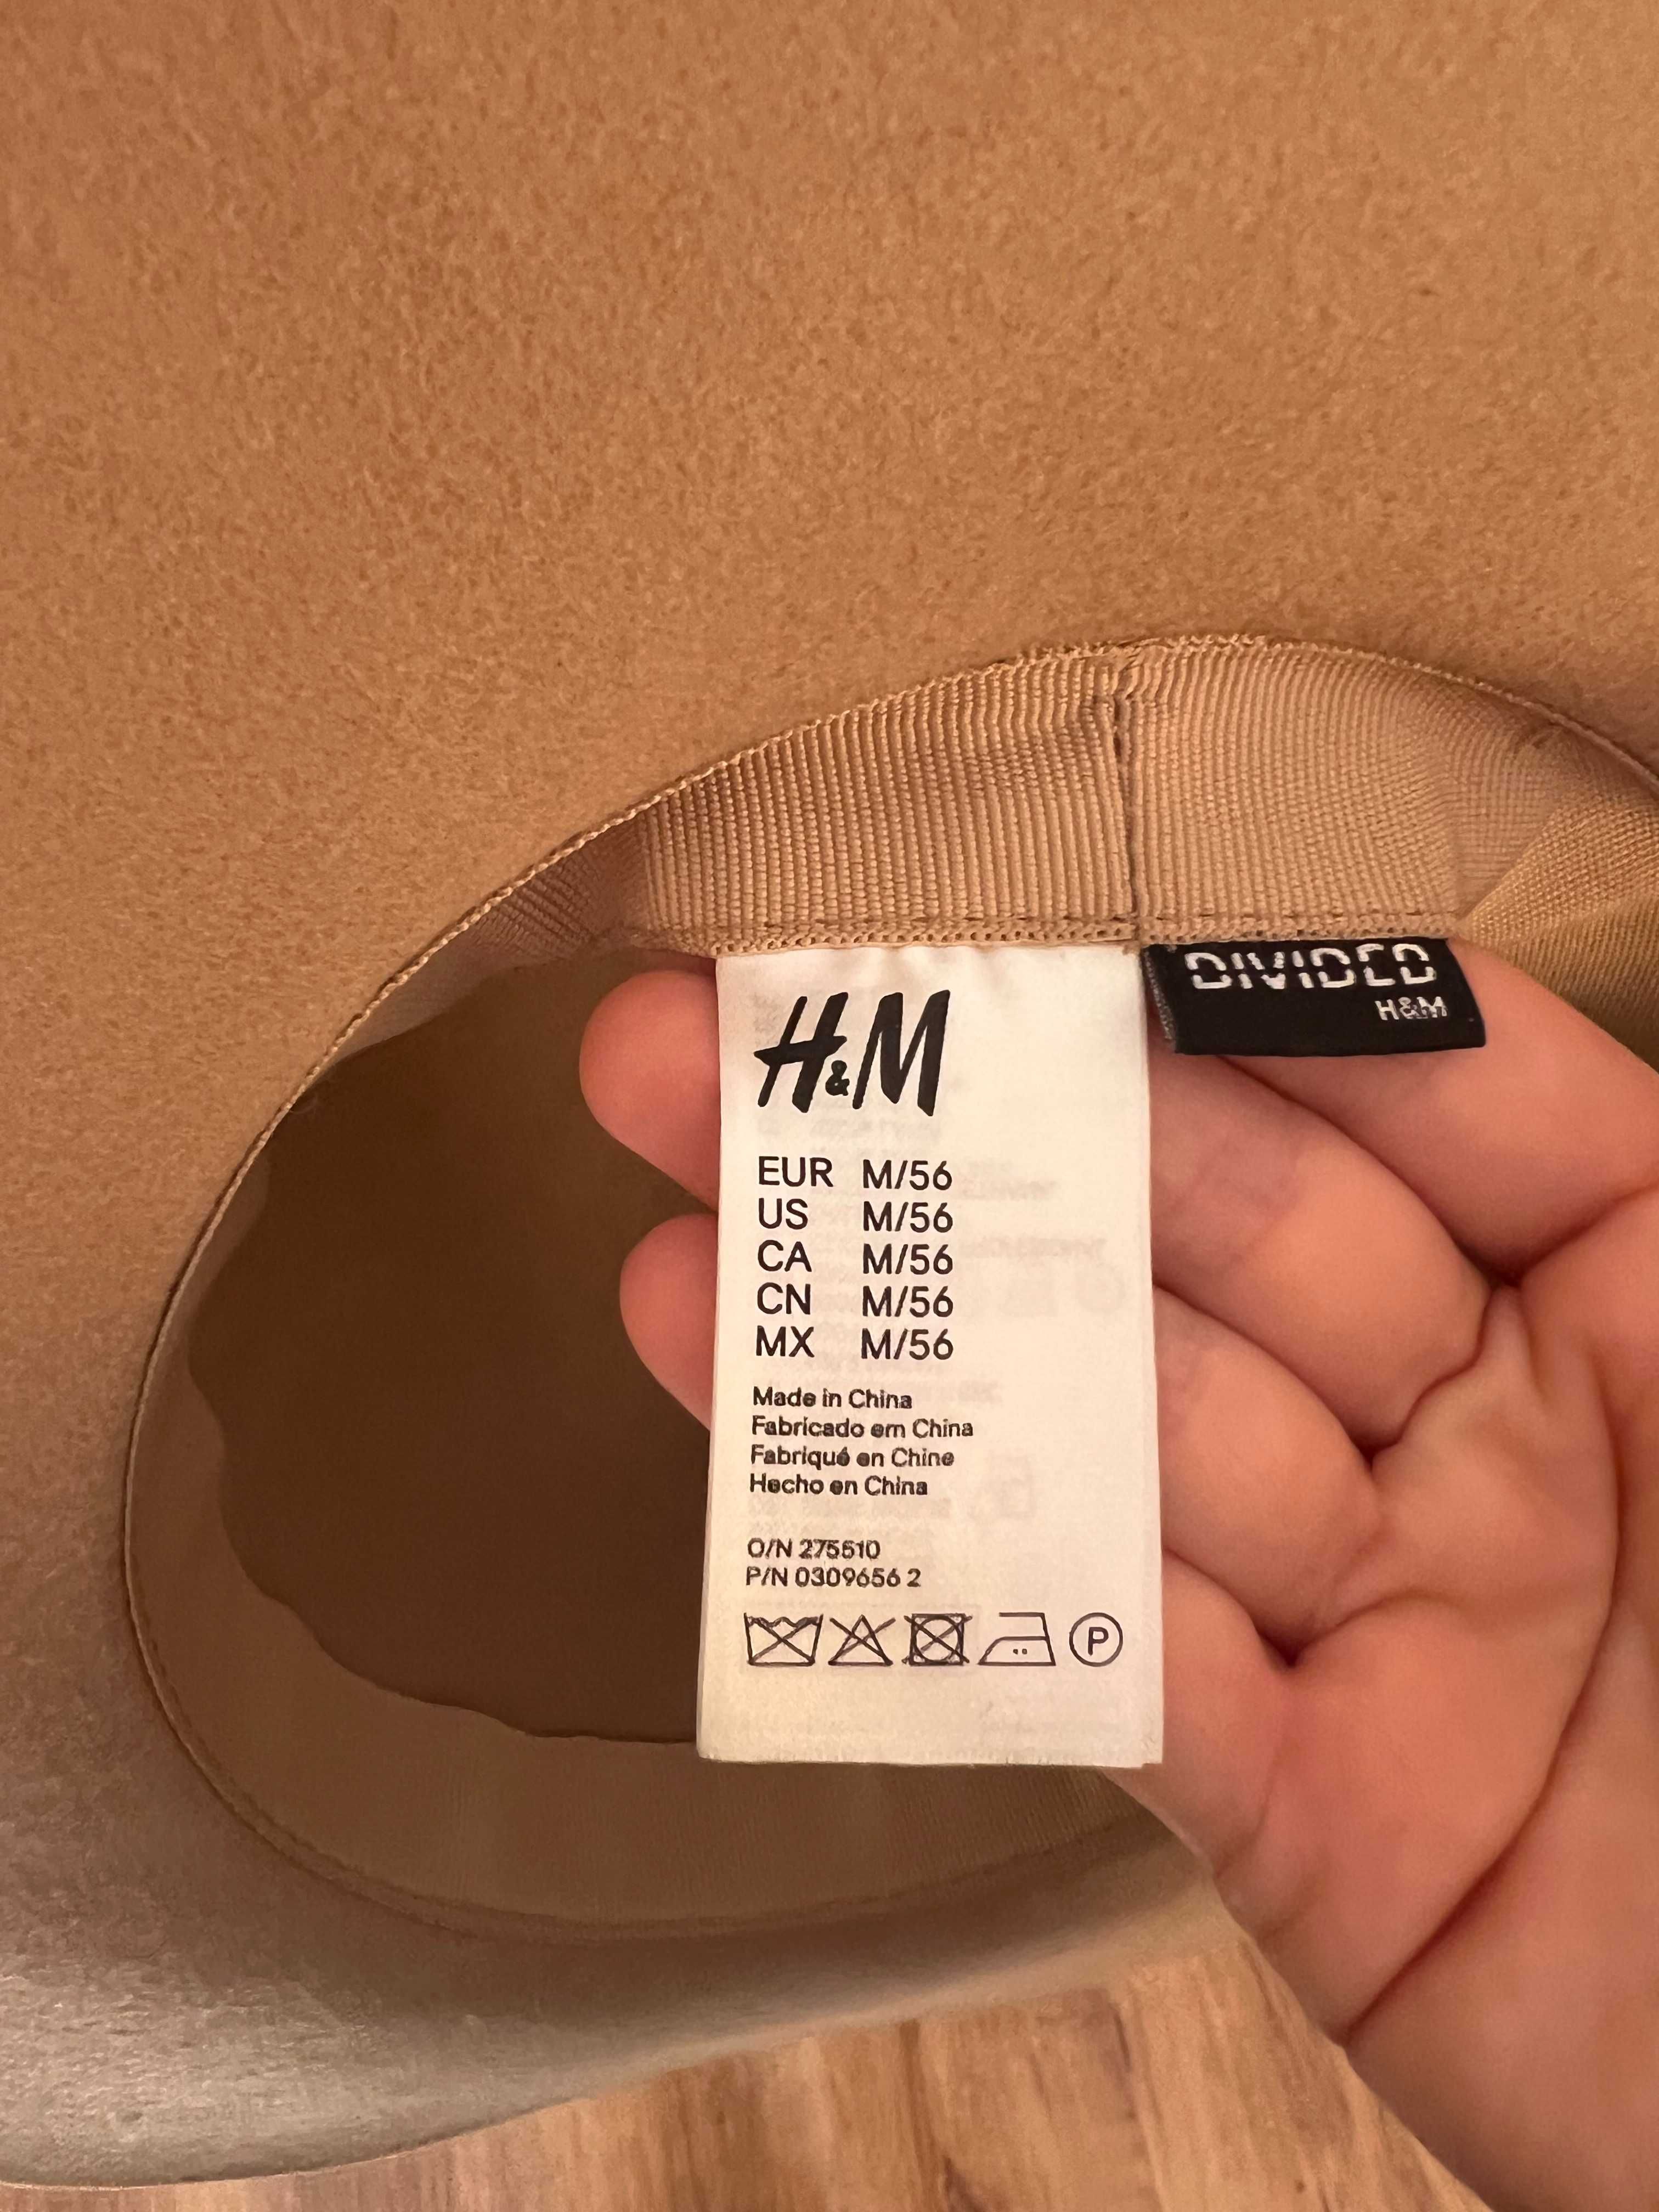 H&M
EUR M/56
US M/56
CA M/56
CN M/56
MX M/56
Made in China
Fabricado em China
Fabriqué en Chine
Hecho en China
O/N 275510
P/N 0309656 2
P
DIVIDED
H&M